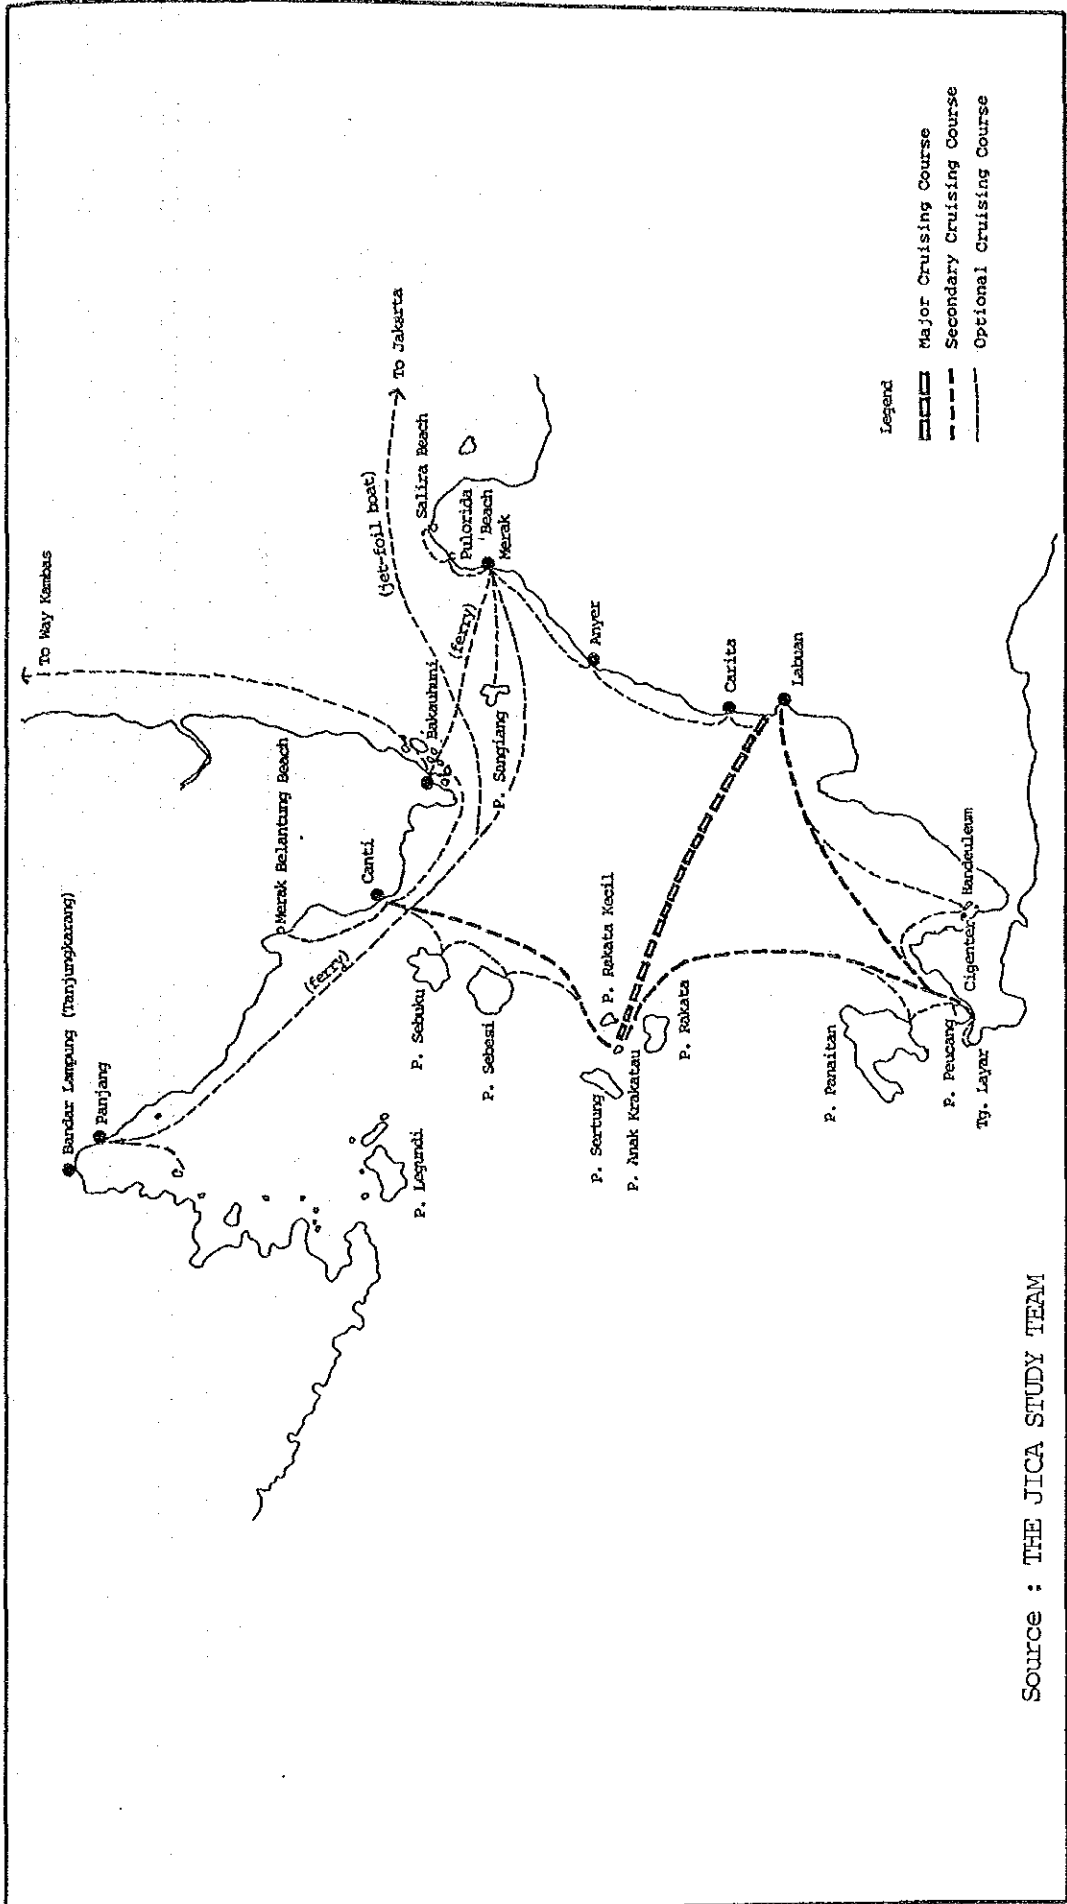 To Way Kambas
Bandar Lampung (Tanjungkarang)
Panjang
Merak Belantung Beach
(ferry)
Canti
Bakauhuni
(jet-foil boat)
To Jakarta
Salira Beach
Pulorida
Beach
Merak
(ferry)
P. Sangiang
P. Sebuku
P. Sebesi
P. Legundi
Anyer
Carita
Labuan
P. Rakata Kecil
P. Sertung
P. Anak Krakatau
P. Rakata
P. Panaitan
P. Peucang
Tg. Layar
Cigenter
Handeuleum
Legend
Major Cruising Course
Secondary Cruising Course
Optional Cruising Course
Source : THE JICA STUDY TEAM